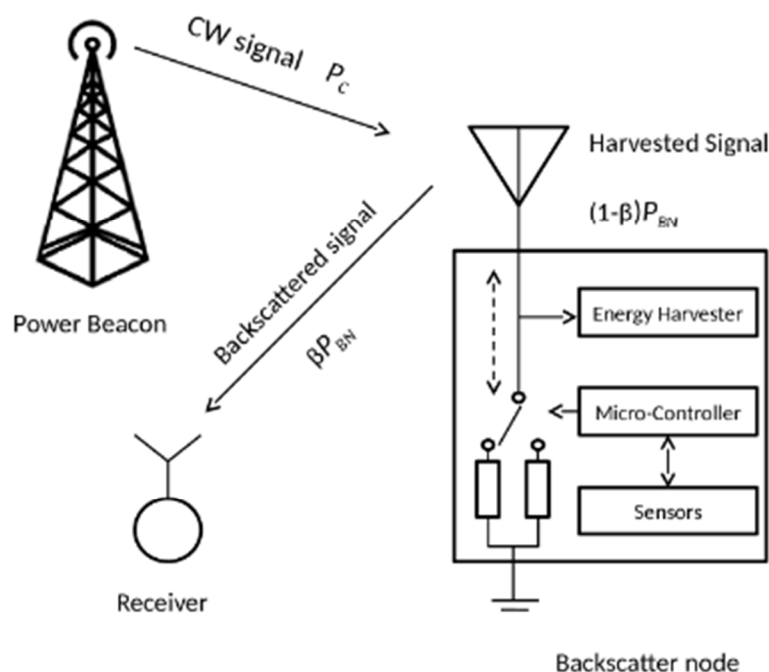 CW signal P_C
Harvested Signal
(1-β)P_BN
Backscattered signal
βP_BN
Power Beacon
Energy Harvester
Micro-Controller
Sensors
Receiver
Backscatter node